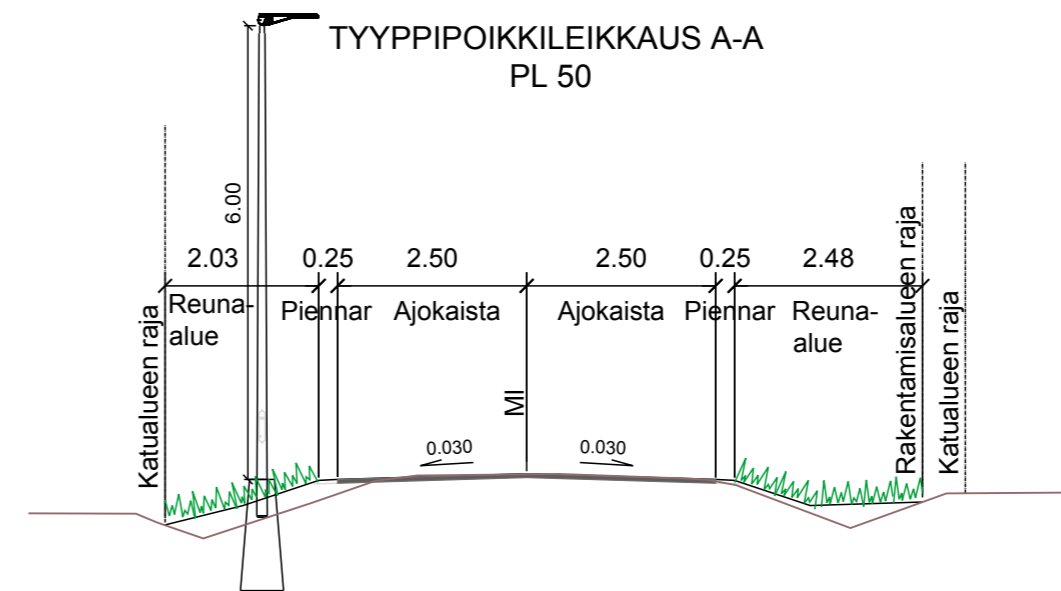 TYYPPIPOIKKILEIKKAUS A-A
PL 50
6.00
2.03 0.25 2.50 2.50 0.25 2.48
Katualueen raja
Reuna-
alue
Piennar
Ajokaista
Ajokaista
Piennar
Reuna-
alue
Rakentamisalueen raja
Katualueen raja
Ml
0.030
0.030